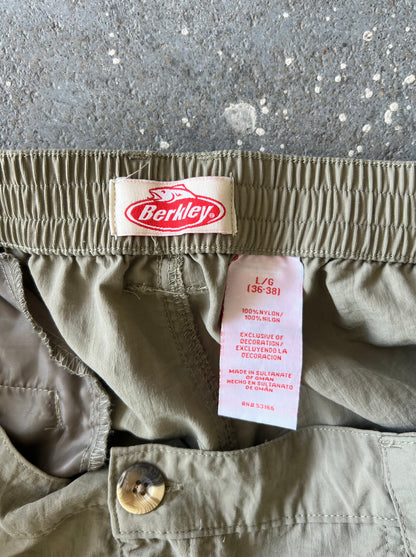 Berkley
L/G
(36-38)
100% NYLON/
100% NILON
EXCLUSIVE OF
DECORATION/
EXCLUYENDO LA
DECORACION
MADE IN SULTANATE
OF OMAN
HECHO EN SULTANATE
DE OMAN
RN# 53166